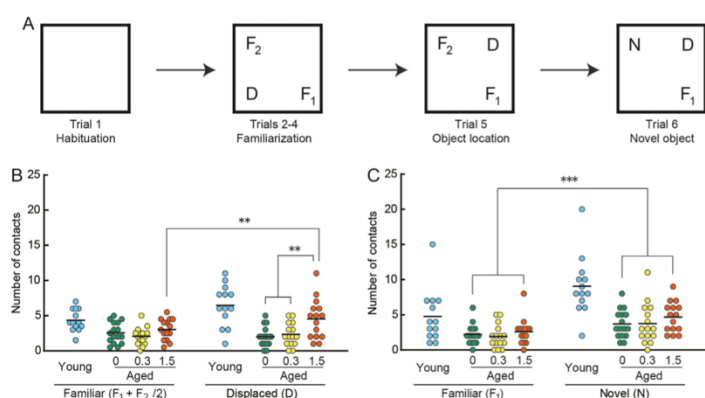 A
F2
D
F1
F2 D
F1
N D
F1
Trial 1
Habituation
Trials 2-4
Familiarization
Trial 5
Object location
Trial 6
Novel object
B
Number of contacts
25
20
15
10
5
0
**
**
Young 0 0.3 1.5 Young 0 0.3 1.5
Aged Aged
Familiar (F1 + F2 /2) Displaced (D)
C
Number of contacts
25
20
15
10
5
0
***
Young 0 0.3 1.5 Young 0 0.3 1.5
Aged Aged
Familiar (F1) Novel (N)